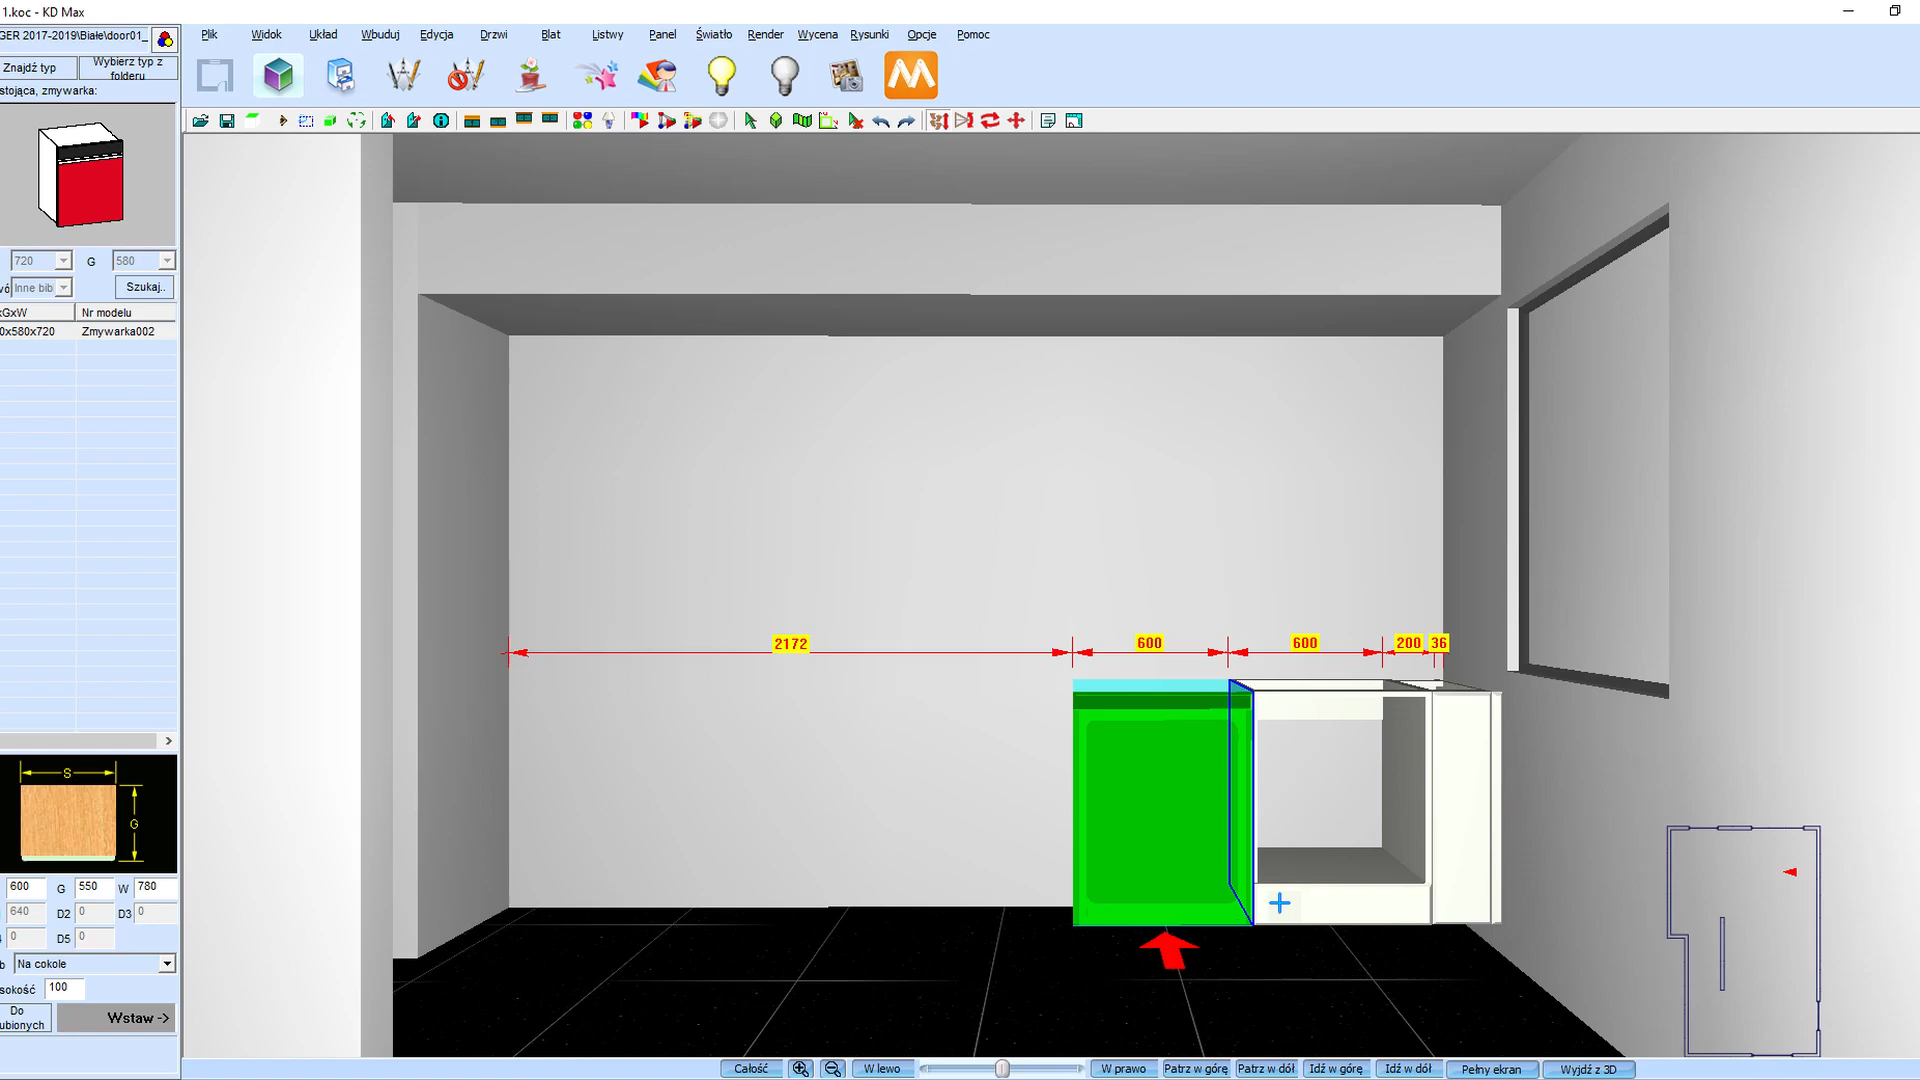 1.koc - KD Max
GER 2017-2019\Białe\door01_
Plik Widok Układ Wbuduj Edycja Drzwi Blat Listwy Panel Światło Render Wycena Rysunki Opcje Pomoc
Znajdź typ
Wybierz typ z folderu
stojąca, zmywarka:
720 G 580
Inne bib Szukaj..
xGxW Nr modelu
0x580x720 Zmywarka002
2172 600 600 200 36
S
G
600 G 550 W 780
640 D2 0 D3 0
0 D5 0
Na cokole
sokość 100
Do
ubionych
Wstaw ->
Całość W lewo W prawo Patrz w górę Patrz w dół Idź w górę Idź w dół Pełny ekran Wyjdź z 3D